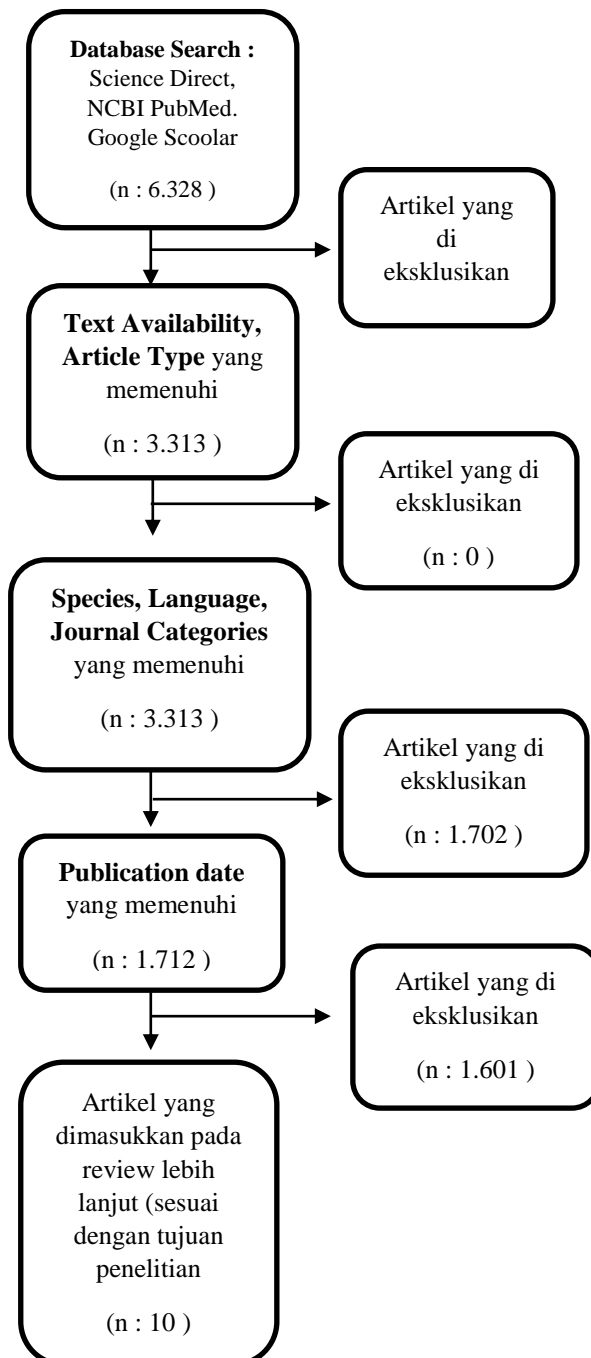 Database Search :
Science Direct,
NCBI PubMed.
Google Scoolar
(n : 6.328 )
Artikel yang
di
eksklusikan
Text Availability,
Article Type yang
memenuhi
(n : 3.313 )
Artikel yang di
eksklusikan
(n : 0 )
Species, Language,
Journal Categories
yang memenuhi
(n : 3.313 )
Artikel yang di
eksklusikan
(n : 1.702 )
Publication date
yang memenuhi
(n : 1.712 )
Artikel yang di
eksklusikan
(n : 1.601 )
Artikel yang
dimasukkan pada
review lebih
lanjut (sesuai
dengan tujuan
penelitian
(n : 10 )